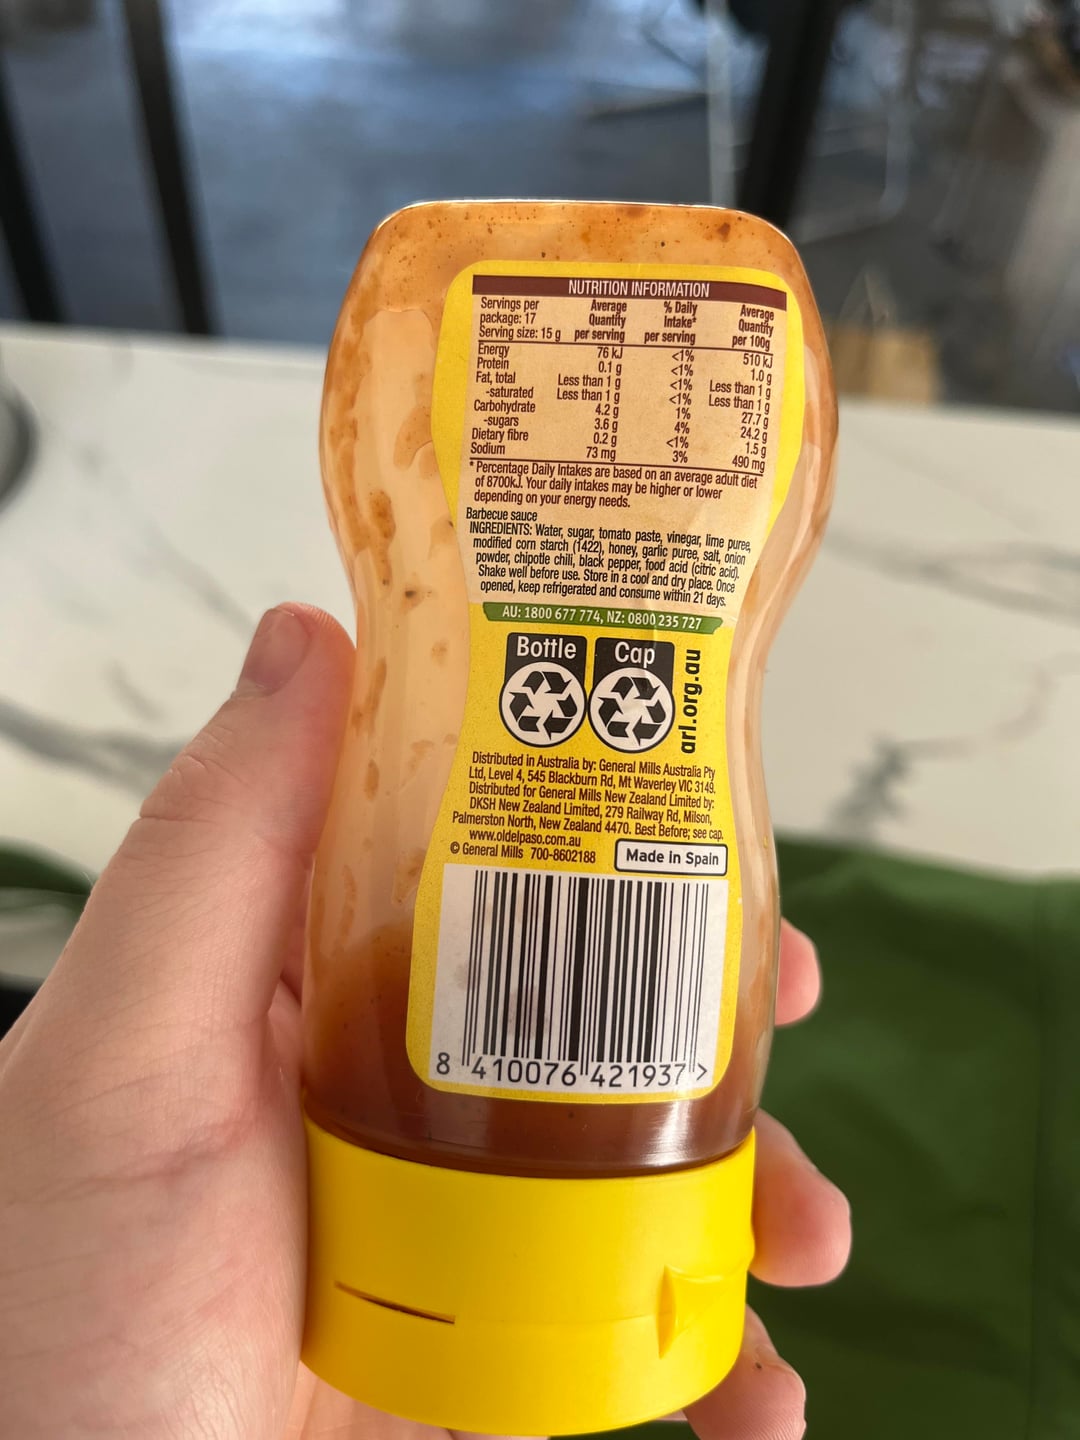 NUTRITION INFORMATION
Servings per package: 17 Average Quantity per serving % Daily Intake* per serving Average Quantity per 100g
Serving size: 15 g
Energy 76 kJ <1% 510 kJ
Protein 0.1 g <1% 1.0 g
Fat, total Less than 1 g <1% Less than 1 g
-saturated Less than 1 g <1% Less than 1 g
Carbohydrate 4.2 g 1% 27.7 g
-sugars 3.6 g 4% 24.2 g
Dietary fibre 0.2 g <1% 1.5 g
Sodium 73 mg 3% 490 mg
*Percentage Daily Intakes are based on an average adult diet
of 8700kJ. Your daily intakes may be higher or lower
depending on your energy needs.
Barbecue sauce
INGREDIENTS: Water, sugar, tomato paste, vinegar, lime puree,
modified corn starch (1422), honey, garlic puree, salt, onion
powder, chipotle chili, black pepper, food acid (citric acid).
Shake well before use. Store in a cool and dry place. Once
opened, keep refrigerated and consume within 21 days.
AU: 1800 677 774, NZ: 0800 235 727
Bottle Cap
arl.org.au
Distributed in Australia by: General Mills Australia Pty
Ltd, Level 4, 545 Blackburn Rd, Mt Waverley VIC 3149.
Distributed for General Mills New Zealand Limited by:
DKSH New Zealand Limited, 279 Railway Rd, Milson,
Palmerston North, New Zealand 4470. Best Before; see cap.
www.oldelpaso.com.au
© General Mills 700-8602188 Made in Spain
8 410076 421937 >